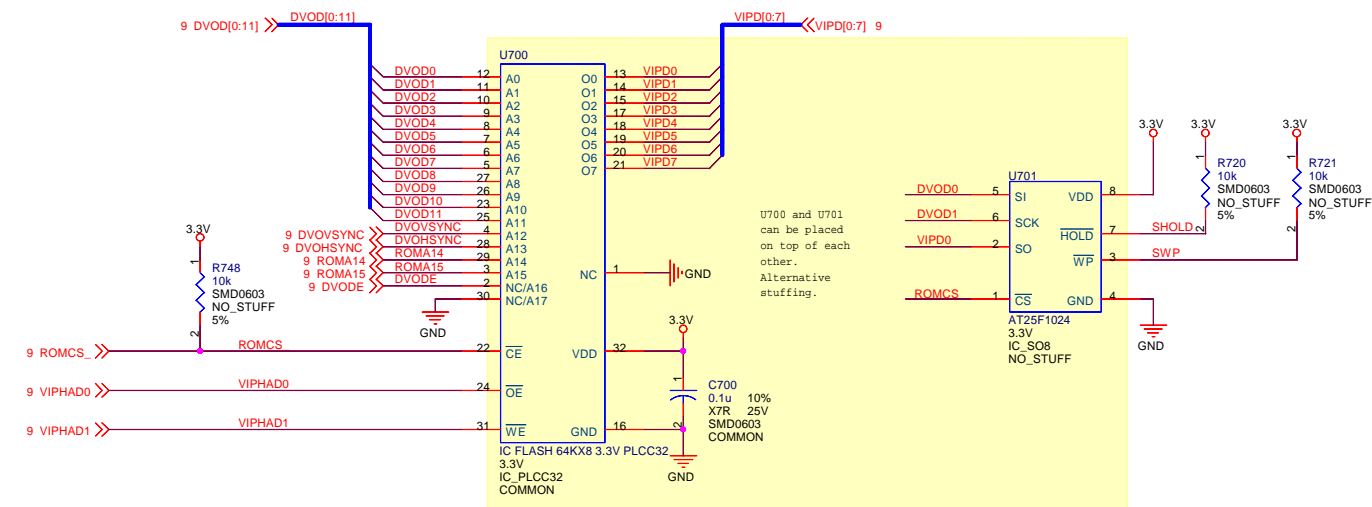 9 DVOD[0:11]
DVOD[0:11]
VIPD[0:7]
VIPD[0:7] 9
U700
DVOD0 12 A0
DVOD1 11 A1
DVOD2 10 A2
DVOD3 9 A3
DVOD4 8 A4
DVOD5 7 A5
DVOD6 6 A6
DVOD7 5 A7
DVOD8 27 A8
DVOD9 26 A9
DVOD10 23 A10
DVOD11 25 A11
9 DVOVSYNC DVOVSYNC 4 A12
9 DVOHSYNC DVOHSYNC 28 A13
9 ROMA14 ROMA14 29 A14
9 ROMA15 ROMA15 3 A15
9 DVODE DVODE 2 NC/A16
30 NC/A17
GND
O0 13 VIPD0
O1 14 VIPD1
O2 15 VIPD2
O3 17 VIPD3
O4 18 VIPD4
O5 19 VIPD5
O6 20 VIPD6
O7 21 VIPD7
NC 1 GND
3.3V
1
R748
10k
SMD0603
NO_STUFF
5%
2
9 ROMCS_ ROMCS 22 CE
9 VIPHAD0 VIPHAD0 24 OE
9 VIPHAD1 VIPHAD1 31 WE
VDD 32
3.3V
1
C700
0.1u 10%
X7R 25V
SMD0603
COMMON
2
GND 16
GND
IC FLASH 64KX8 3.3V PLCC32
3.3V
IC_PLCC32
COMMON
U700 and U701
can be placed
on top of each
other.
Alternative
stuffing.
U701
DVOD0 5 SI
DVOD1 6 SCK
VIPD0 2 SO
ROMCS 1 CS
VDD 8
HOLD 7 SHOLD
WP 3 SWP
GND 4
GND
AT25F1024
3.3V
IC_SO8
NO_STUFF
3.3V
3.3V
1
R720
10k
SMD0603
NO_STUFF
5%
2
3.3V
1
R721
10k
SMD0603
NO_STUFF
5%
2